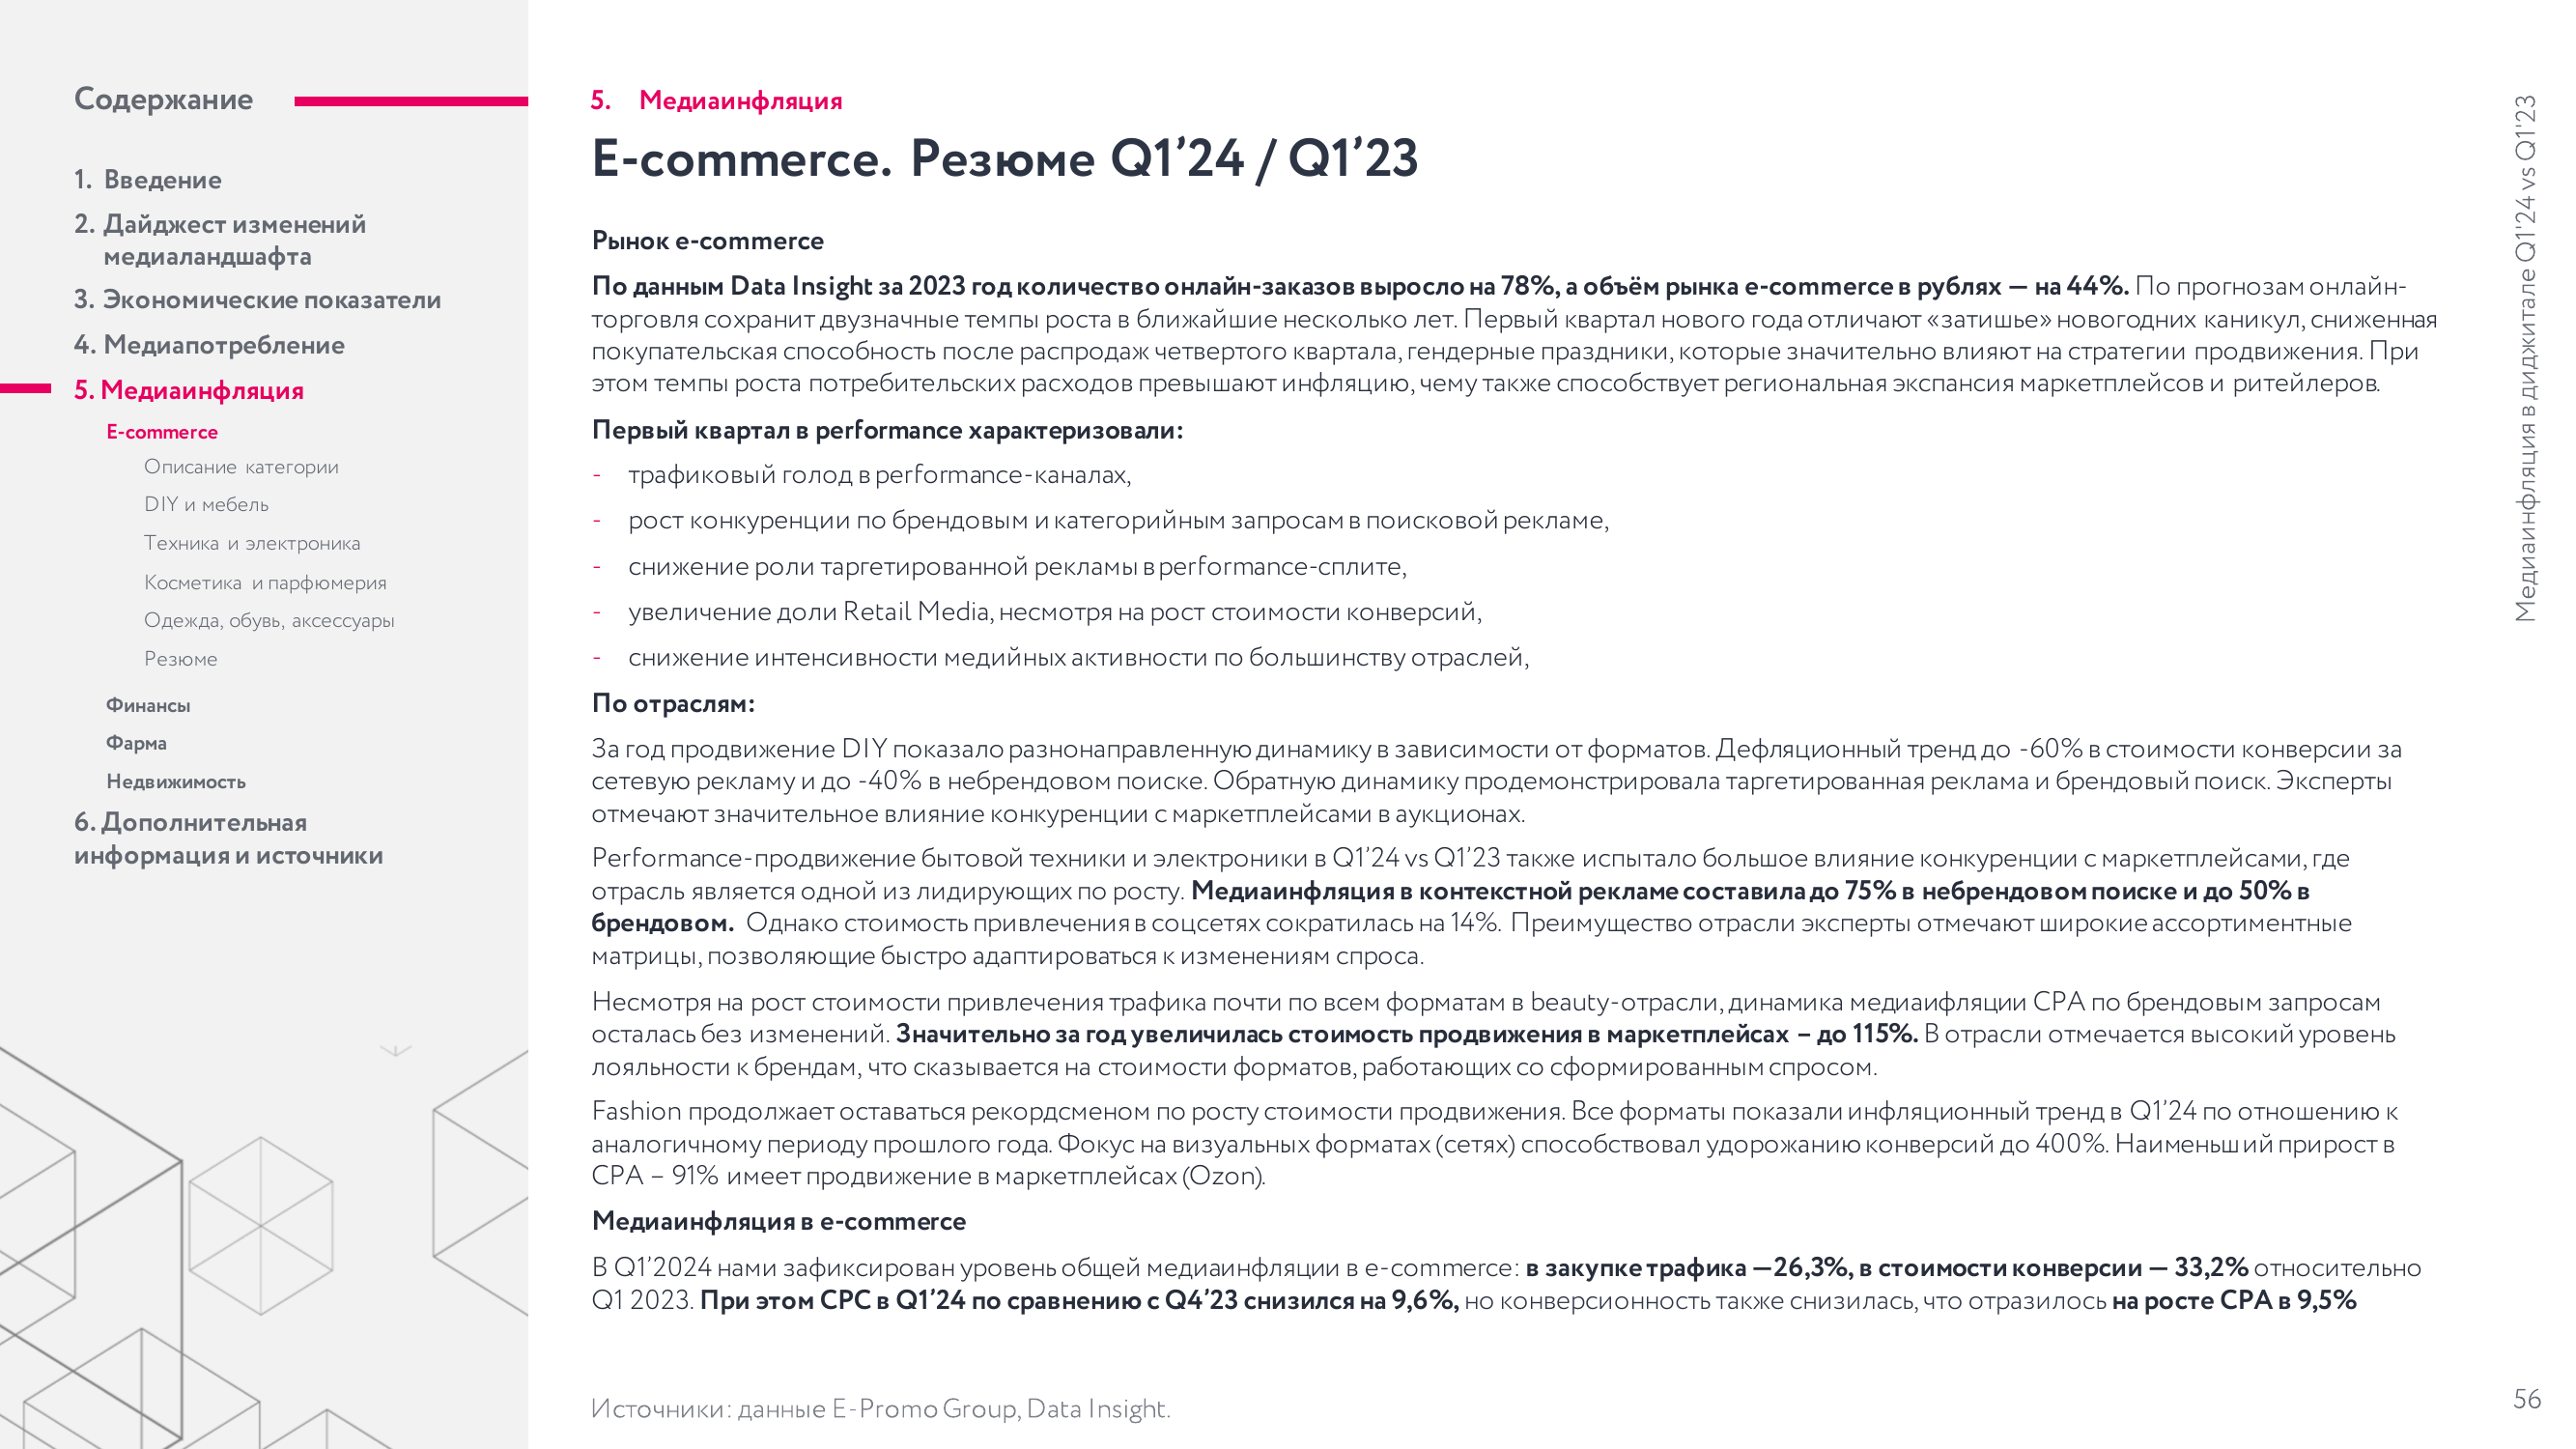 Содержание
1. Введение
2. Дайджест изменений
медиаландшафта
3. Экономические показатели
4. Медиапотребление
5. Медиаинфляция
E-commerce
Описание категории
DIY и мебель
Техника и электроника
Косметика и парфюмерия
Одежда, обувь, аксессуары
Резюме
Финансы
Фарма
Недвижимость
6. Дополнительная
информация и источники
5. Медиаинфляция
E-commerce. Резюме Q1’24 / Q1’23
Рынок e-commerce
По данным Data Insight за 2023 год количество онлайн-заказов выросло на 78%, а объём рынка e-commerce в рублях — на 44%. По прогнозам онлайн-
торговля сохранит двузначные темпы роста в ближайшие несколько лет. Первый квартал нового года отличают «затишье» новогодних каникул, сниженная
покупательская способность после распродаж четвертого квартала, гендерные праздники, которые значительно влияют на стратегии продвижения. При
этом темпы роста потребительских расходов превышают инфляцию, чему также способствует региональная экспансия маркетплейсов и ритейлеров.
Первый квартал в performance характеризовали:
- трафиковый голод в performance-каналах,
- рост конкуренции по брендовым и категорийным запросам в поисковой рекламе,
- снижение роли таргетированной рекламы в performance-сплите,
- увеличение доли Retail Media, несмотря на рост стоимости конверсий,
- снижение интенсивности медийных активности по большинству отраслей,
По отраслям:
За год продвижение DIY показало разнонаправленную динамику в зависимости от форматов. Дефляционный тренд до -60% в стоимости конверсии за
сетевую рекламу и до -40% в небрендовом поиске. Обратную динамику продемонстрировала таргетированная реклама и брендовый поиск. Эксперты
отмечают значительное влияние конкуренции с маркетплейсами в аукционах.
Performance-продвижение бытовой техники и электроники в Q1’24 vs Q1’23 также испытало большое влияние конкуренции с маркетплейсами, где
отрасль является одной из лидирующих по росту. Медиаинфляция в контекстной рекламе составила до 75% в небрендовом поиске и до 50% в
брендовом. Однако стоимость привлечения в соцсетях сократилась на 14%. Преимущество отрасли эксперты отмечают широкие ассортиментные
матрицы, позволяющие быстро адаптироваться к изменениям спроса.
Несмотря на рост стоимости привлечения трафика почти по всем форматам в beauty-отрасли, динамика медиаифляции CPA по брендовым запросам
осталась без изменений. Значительно за год увеличилась стоимость продвижения в маркетплейсах – до 115%. В отрасли отмечается высокий уровень
лояльности к брендам, что сказывается на стоимости форматов, работающих со сформированным спросом.
Fashion продолжает оставаться рекордсменом по росту стоимости продвижения. Все форматы показали инфляционный тренд в Q1’24 по отношению к
аналогичному периоду прошлого года. Фокус на визуальных форматах (сетях) способствовал удорожанию конверсий до 400%. Наименьший прирост в
CPA – 91% имеет продвижение в маркетплейсах (Ozon).
Медиаинфляция в e-commerce
В Q1’2024 нами зафиксирован уровень общей медиаинфляции в e-commerce: в закупке трафика —26,3%, в стоимости конверсии — 33,2% относительно
Q1 2023. При этом CPC в Q1’24 по сравнению с Q4’23 снизился на 9,6%, но конверсионность также снизилась, что отразилось на росте CPA в 9,5%
Источники: данные E-Promo Group, Data Insight.
Медиаинфляция в диджитале Q1'24 vs Q1'23
56